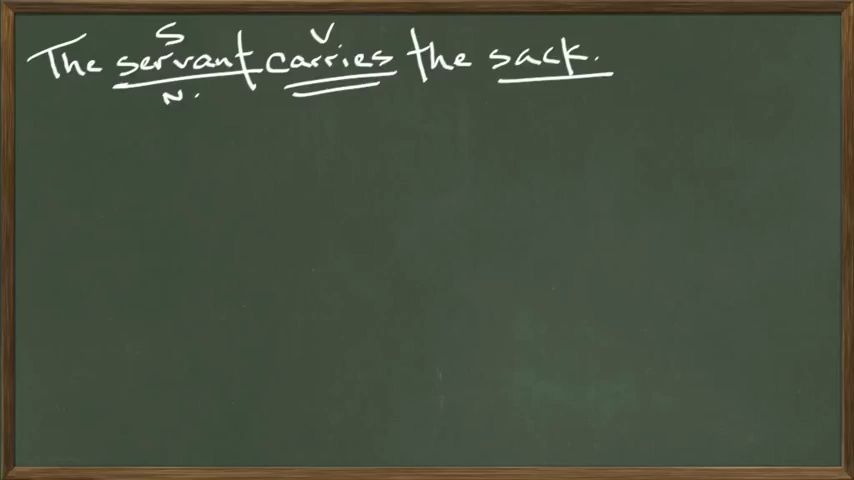 S V
The servant carries the sack.
N.